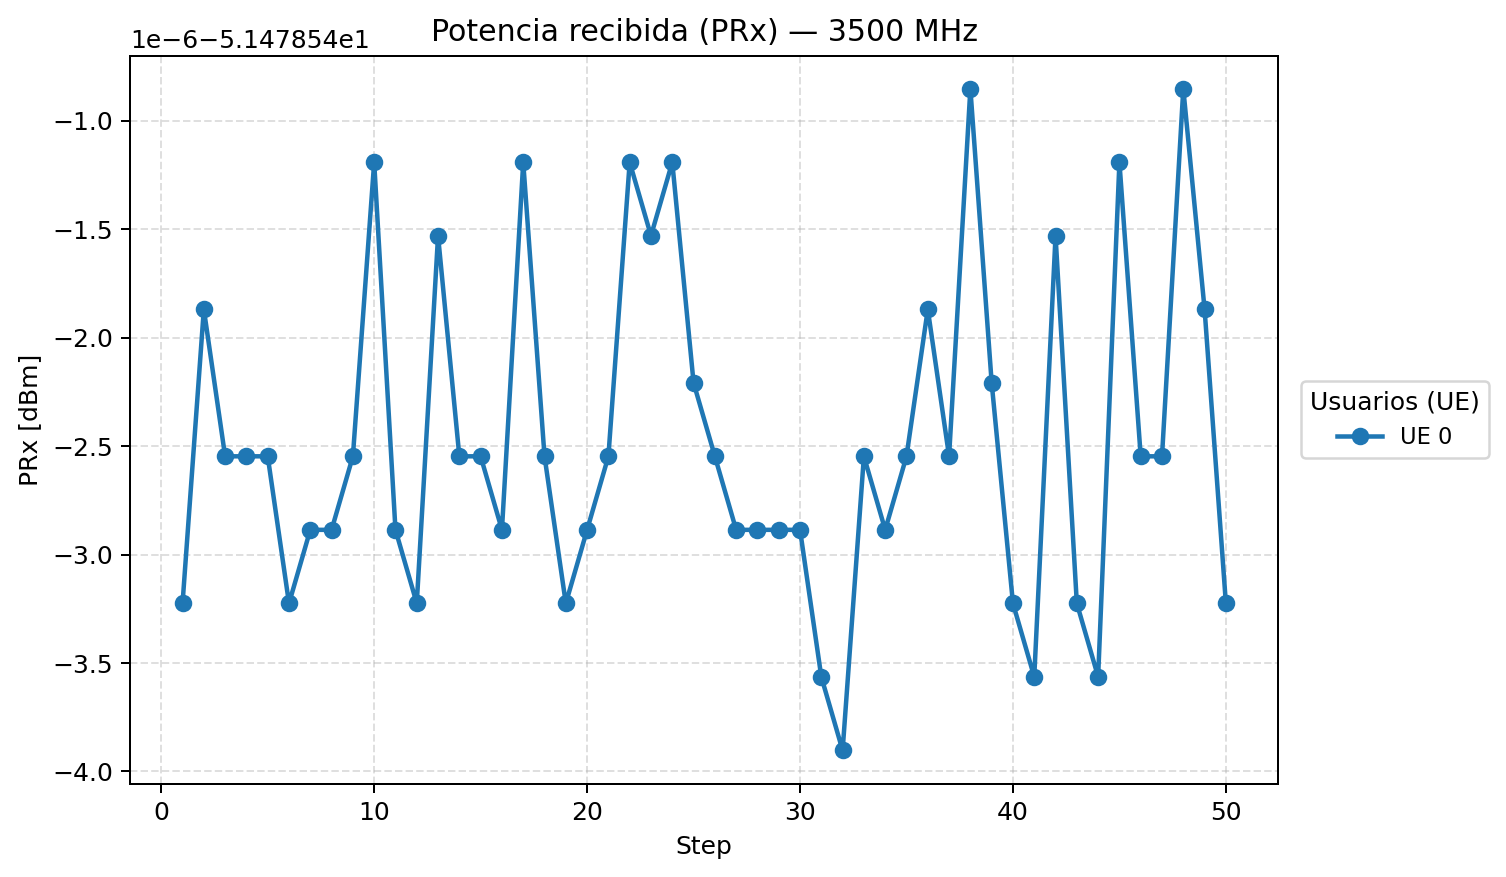 Potencia recibida (PRx) — 3500 MHz
1e−6−5.147854e1
−1.0
−1.5
−2.0
−2.5
−3.0
−3.5
−4.0
PRx [dBm]
0 10 20 30 40 50
Step
Usuarios (UE)
UE 0